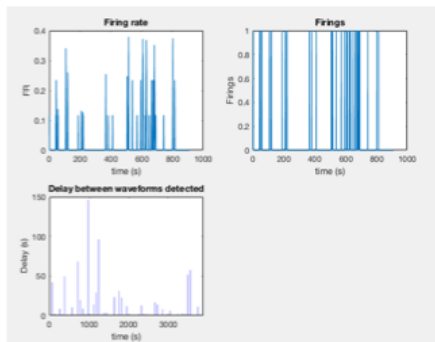 Firing rate
0.4
0.3
0.2
0.1
0
FR
0 200 400 600 800 1000
time (s)
Firings
1
0.8
0.6
0.4
0.2
0
Firings
0 200 400 600 800 1000
time (s)
Delay between waveforms detected
150
100
50
0
Delay (s)
0 1000 2000 3000
time (s)